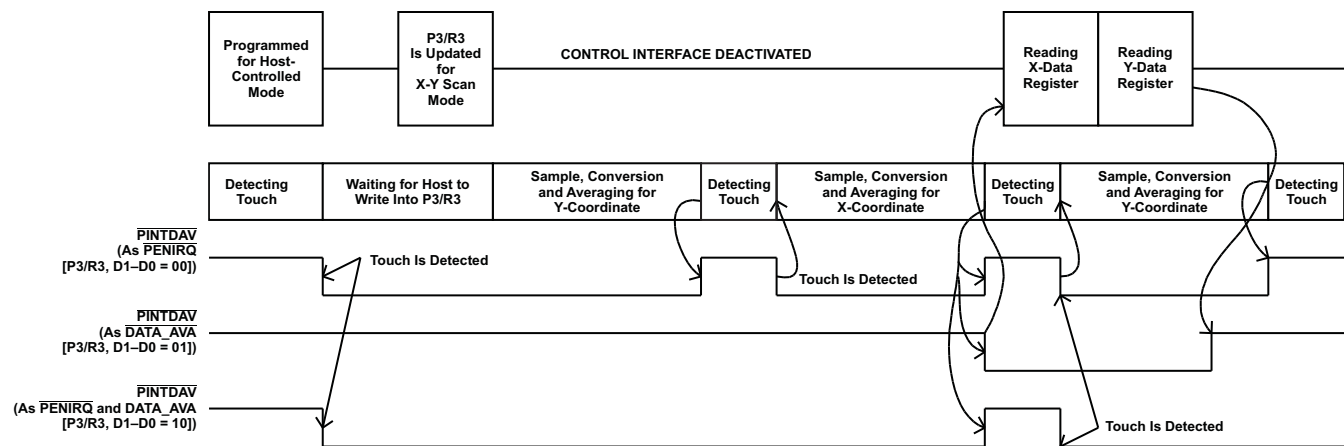 Programmed
for Host-
Controlled
Mode
P3/R3
Is Updated
for
X-Y Scan
Mode
CONTROL INTERFACE DEACTIVATED
Reading
X-Data
Register
Reading
Y-Data
Register
Detecting
Touch
Waiting for Host to
Write Into P3/R3
Sample, Conversion
and Averaging for
Y-Coordinate
Detecting
Touch
Sample, Conversion
and Averaging for
X-Coordinate
Detecting
Touch
Sample, Conversion
and Averaging for
Y-Coordinate
Detecting
Touch
PINTDAV
(As PENIRQ
[P3/R3, D1–D0 = 00])
Touch Is Detected
Touch Is Detected
PINTDAV
(As DATA_AVA
[P3/R3, D1–D0 = 01])
PINTDAV
(As PENIRQ and DATA_AVA
[P3/R3, D1–D0 = 10])
Touch Is Detected